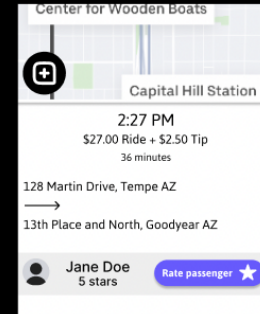 Center for Wooden Boats
Capital Hill Station
2:27 PM
$27.00 Ride + $2.50 Tip
36 minutes
128 Martin Drive, Tempe AZ
13th Place and North, Goodyear AZ
Jane Doe
5 stars
Rate passenger